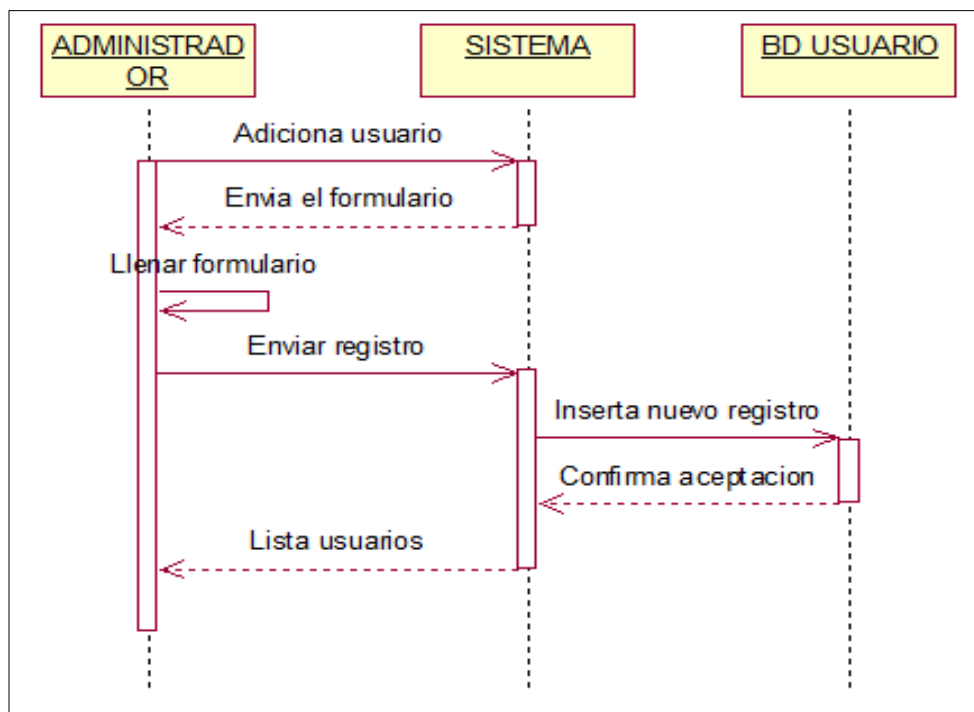 ADMINISTRAD
OR
SISTEMA
BD USUARIO
Adiciona usuario
Envia el formulario
Llenar formulario
Enviar registro
Inserta nuevo registro
Confirma aceptacion
Lista usuarios